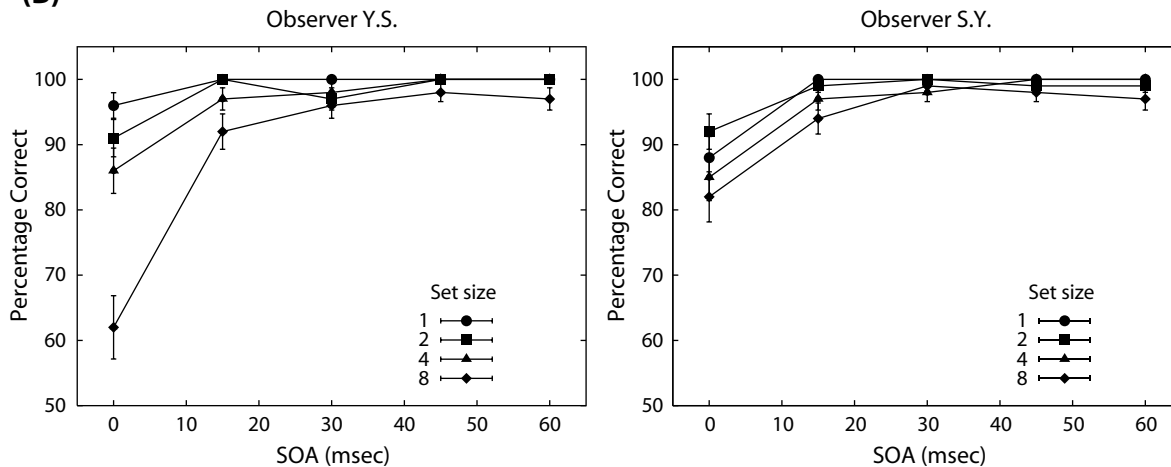 (B)
Observer Y.S.
Percentage Correct
100
90
80
70
60
50
Set size
1
2
4
8
0 10 20 30 40 50 60
SOA (msec)
Observer S.Y.
Percentage Correct
100
90
80
70
60
50
Set size
1
2
4
8
0 10 20 30 40 50 60
SOA (msec)